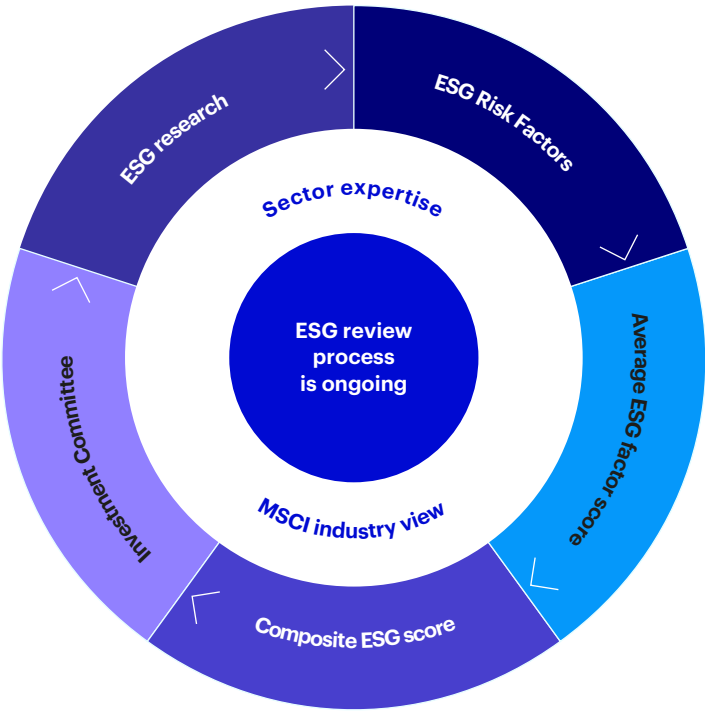 ESG research
ESG Risk Factors
Average ESG factor score
Composite ESG score
Investment Committee
Sector expertise
ESG review
process
is ongoing
MSCI industry view